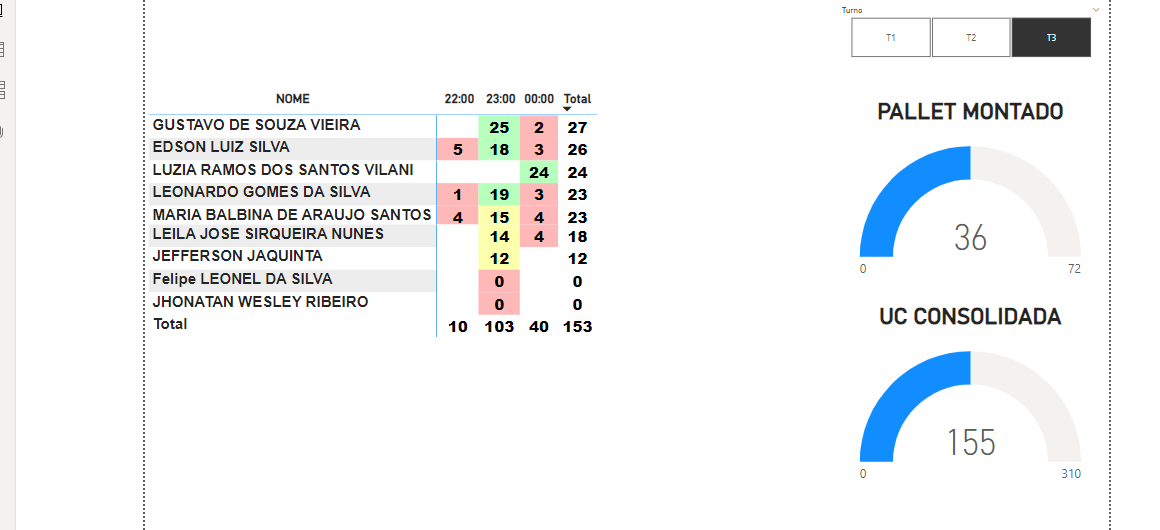 Turno
T1 T2 T3
NOME 22:00 23:00 00:00 Total
GUSTAVO DE SOUZA VIEIRA 25 2 27
EDSON LUIZ SILVA 5 18 3 26
LUZIA RAMOS DOS SANTOS VILANI 24 24
LEONARDO GOMES DA SILVA 1 19 3 23
MARIA BALBINA DE ARAUJO SANTOS 4 15 4 23
LEILA JOSE SIRQUEIRA NUNES 14 4 18
JEFFERSON JAQUINTA 12 12
Felipe LEONEL DA SILVA 0 0
JHONATAN WESLEY RIBEIRO 0 0
Total 10 103 40 153
PALLET MONTADO
36
0 72
UC CONSOLIDADA
155
0 310